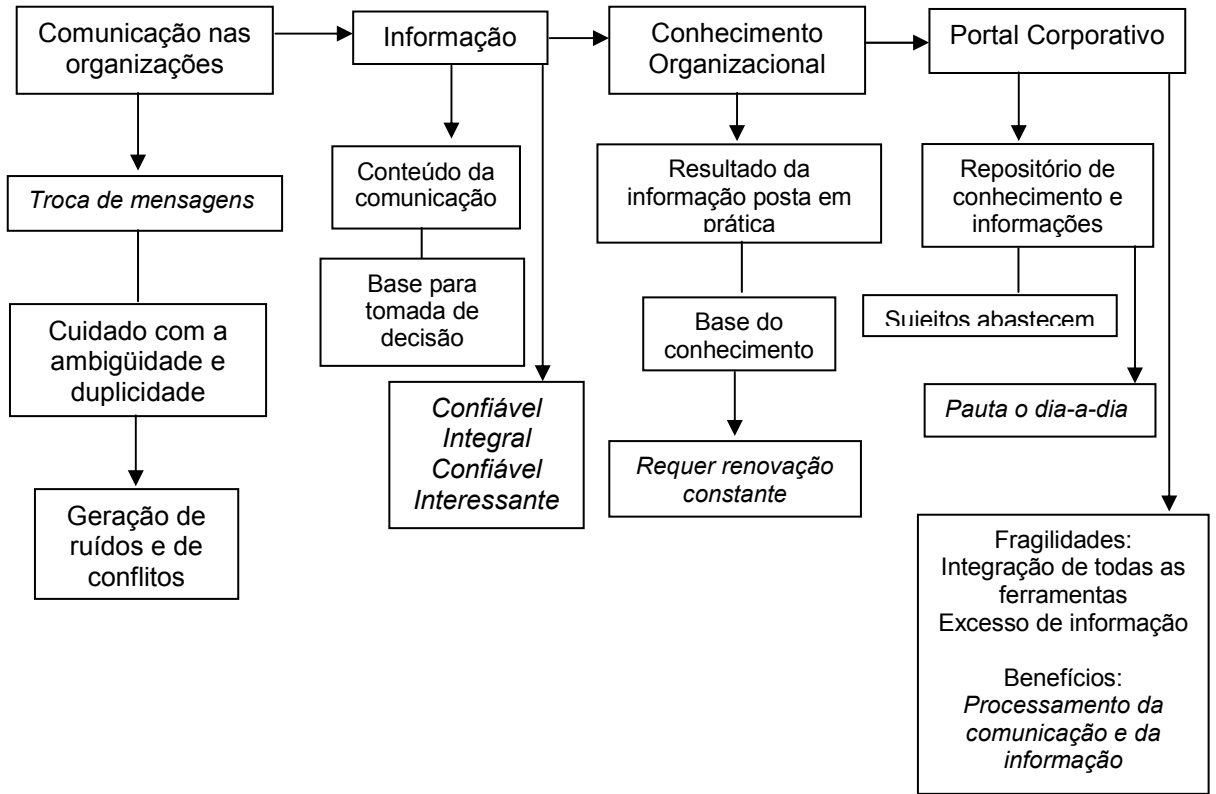 Comunicação nas
organizações
Informação
Conhecimento
Organizacional
Portal Corporativo
Troca de mensagens
Cuidado com a
ambigüidade e
duplicidade
Geração de
ruídos e de
conflitos
Conteúdo da
comunicação
Base para
tomada de
decisão
Confiável
Integral
Confiável
Interessante
Resultado da
informação posta em
prática
Base do
conhecimento
Requer renovação
constante
Repositório de
conhecimento e
informações
Sujeitos abastecem
Pauta o dia-a-dia
Fragilidades:
Integração de todas as
ferramentas
Excesso de informação
Benefícios:
Processamento da
comunicação e da
informação